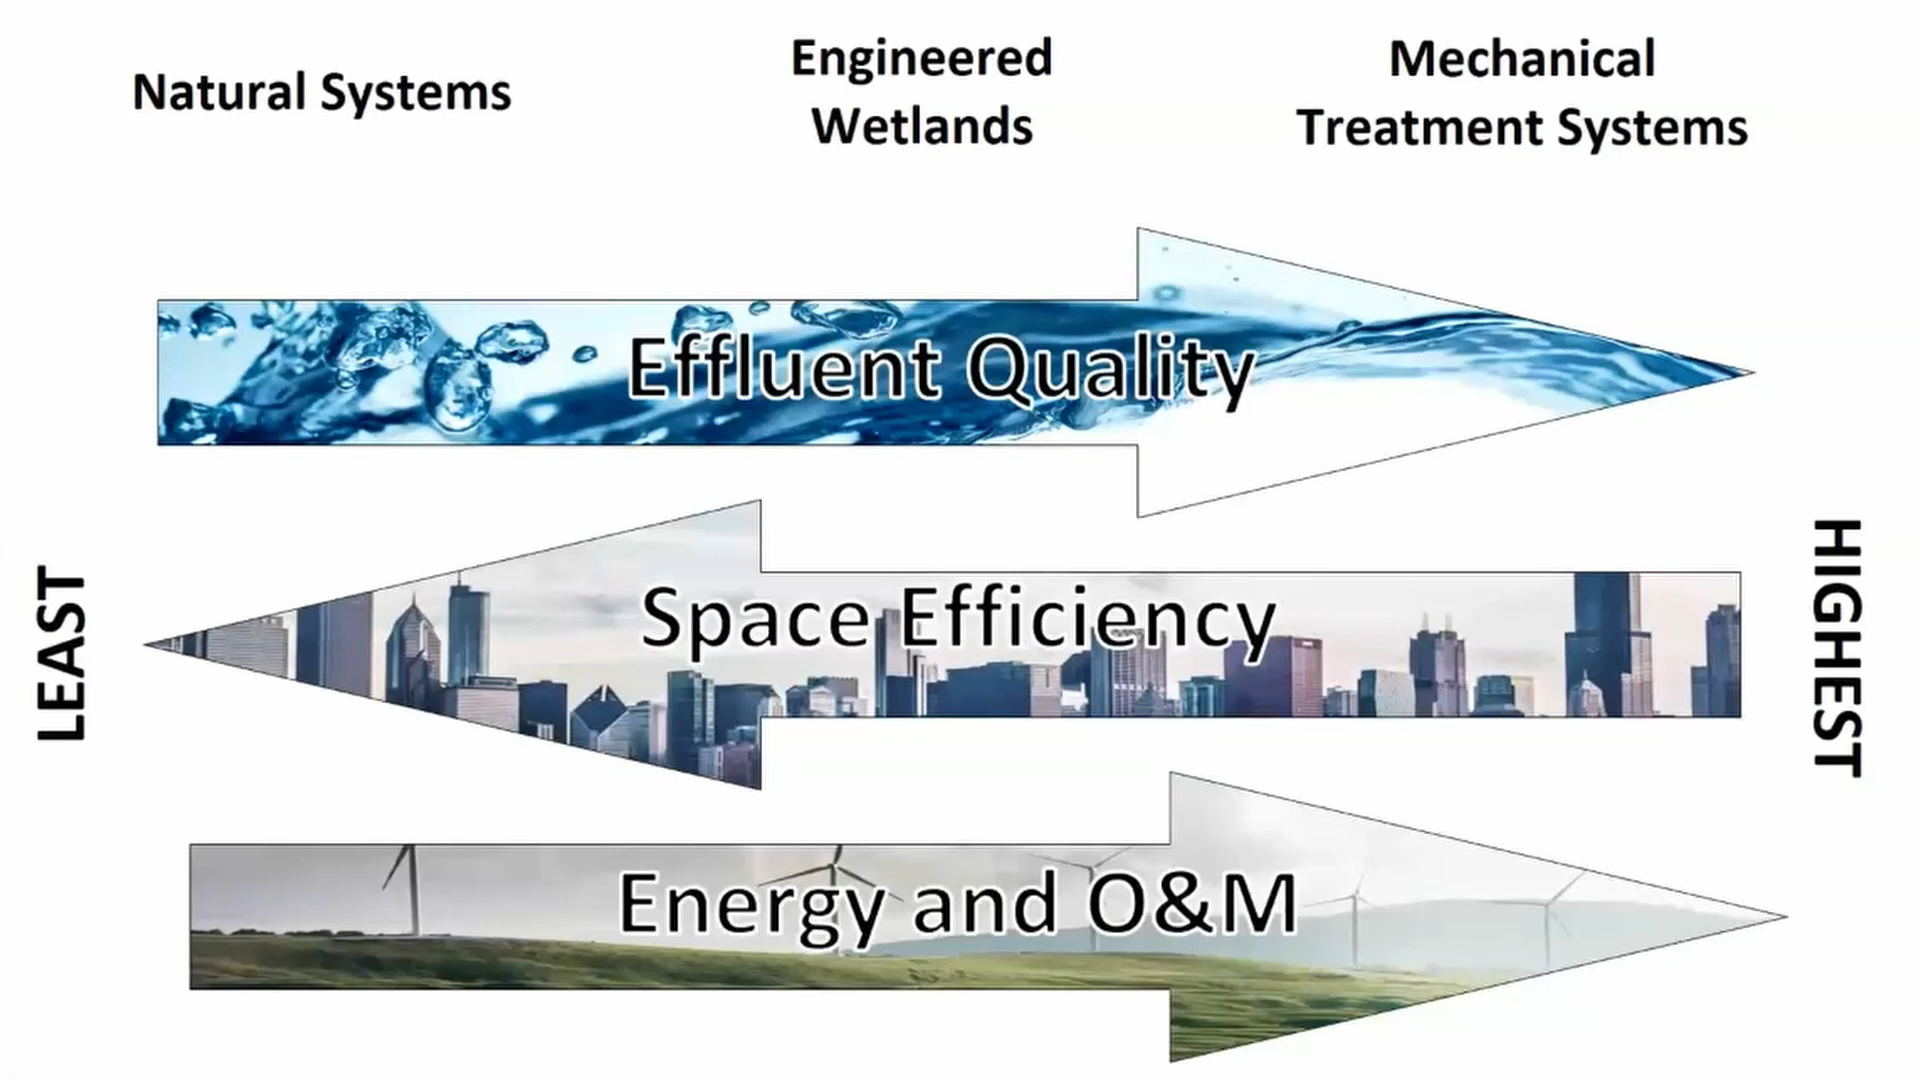 Natural Systems
Engineered
Wetlands
Mechanical
Treatment Systems
Effluent Quality
LEAST
Space Efficiency
HIGHEST
Energy and O&M